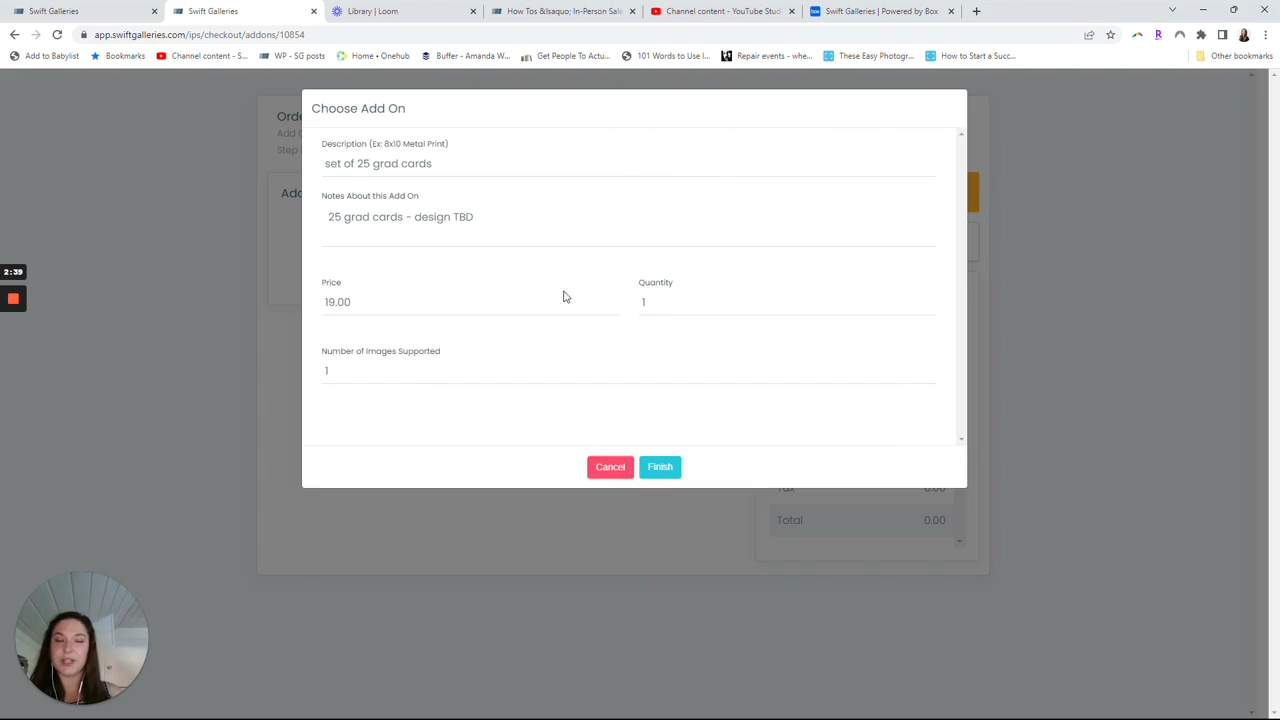 Swift Galleries
Swift Galleries
Library | Loom
How Tos &lsaquo; In-Person Sale
Channel content - YouTube Stud
Swift Galleries | Powered by Box
app.swiftgalleries.com/ips/checkout/addons/10854
Add to Babylist
Bookmarks
Channel content - S...
WP - SG posts
Home • Onehub
Buffer - Amanda W...
Get People To Actu...
101 Words to Use I...
Repair events - whe...
These Easy Photogr...
How to Start a Succ...
Other bookmarks
Choose Add On
Description (Ex: 8x10 Metal Print)
set of 25 grad cards
Notes About this Add On
25 grad cards - design TBD
Price
Quantity
19.00
1
Number of Images Supported
1
Cancel
Finish
2:39
Tax
0.00
Total
0.00